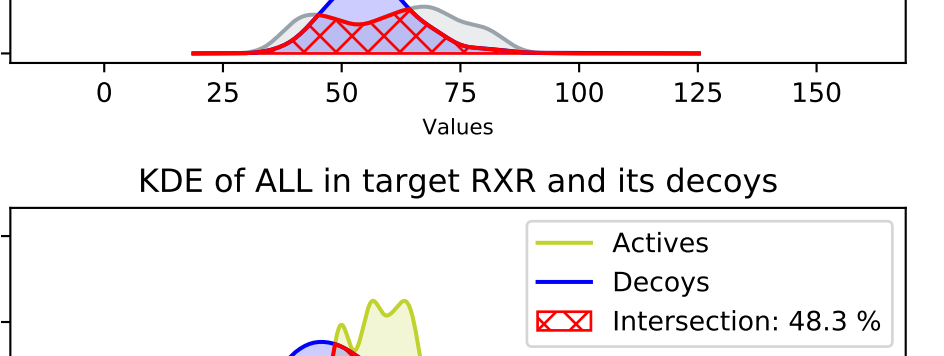 0 25 50 75 100 125 150
Values
KDE of ALL in target RXR and its decoys
Actives
Decoys
Intersection: 48.3 %